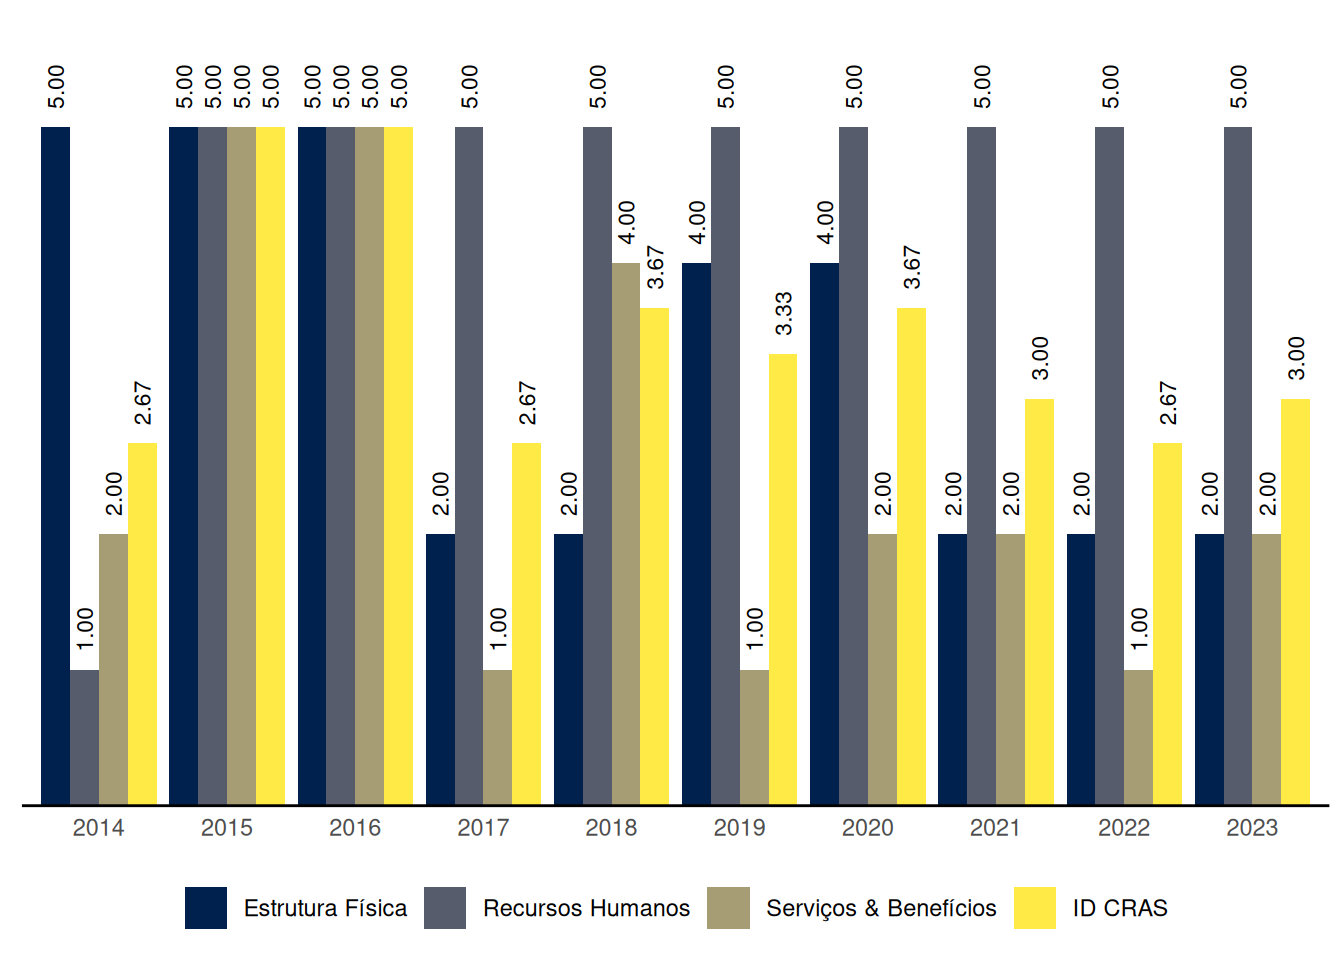 5.00 5.00 5.00 5.00 5.00 5.00 5.00 5.00 5.00 5.00 5.00 5.00 5.00 5.00 5.00 5.00
4.00 4.00 4.00
3.67 3.67
3.33
3.00 3.00
2.67 2.67 2.67
2.00 2.00 2.00 2.00 2.00 2.00 2.00 2.00 2.00
1.00 1.00 1.00 1.00
2014 2015 2016 2017 2018 2019 2020 2021 2022 2023
Estrutura Física Recursos Humanos Serviços & Benefícios ID CRAS